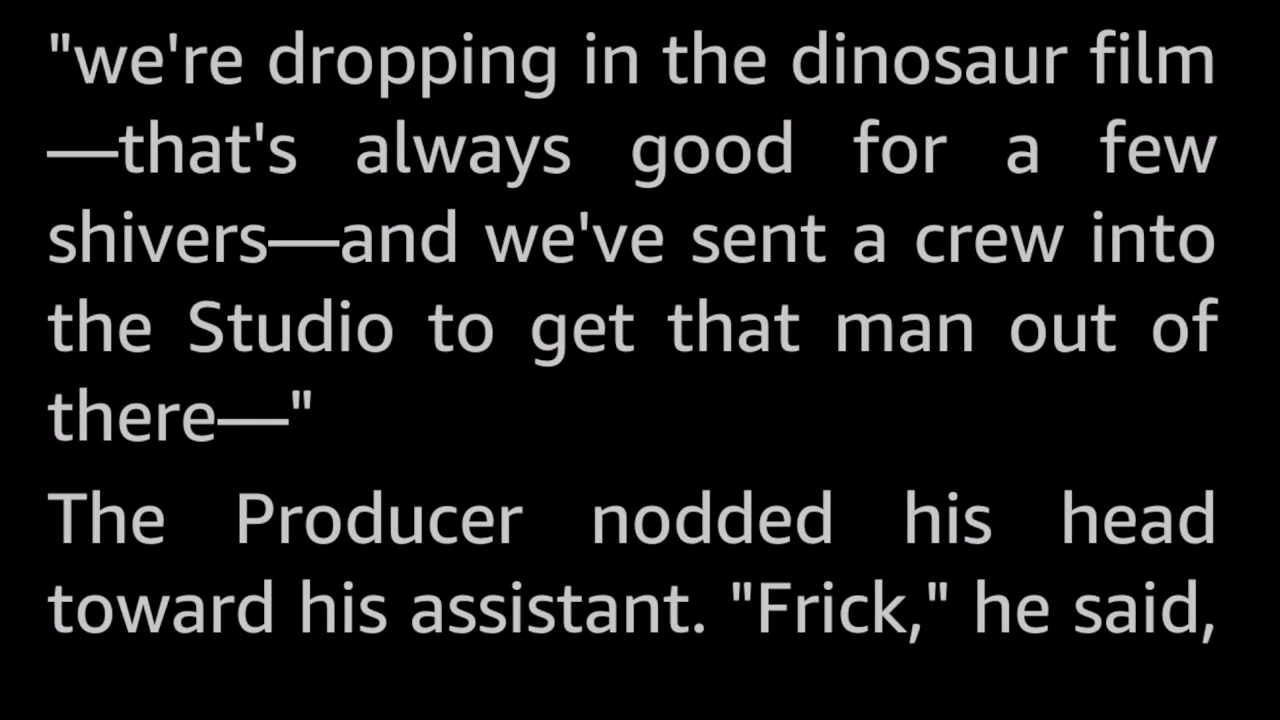 "we're dropping in the dinosaur film
—that's always good for a few
shivers—and we've sent a crew into
the Studio to get that man out of
there—"
The Producer nodded his head
toward his assistant. "Frick," he said,